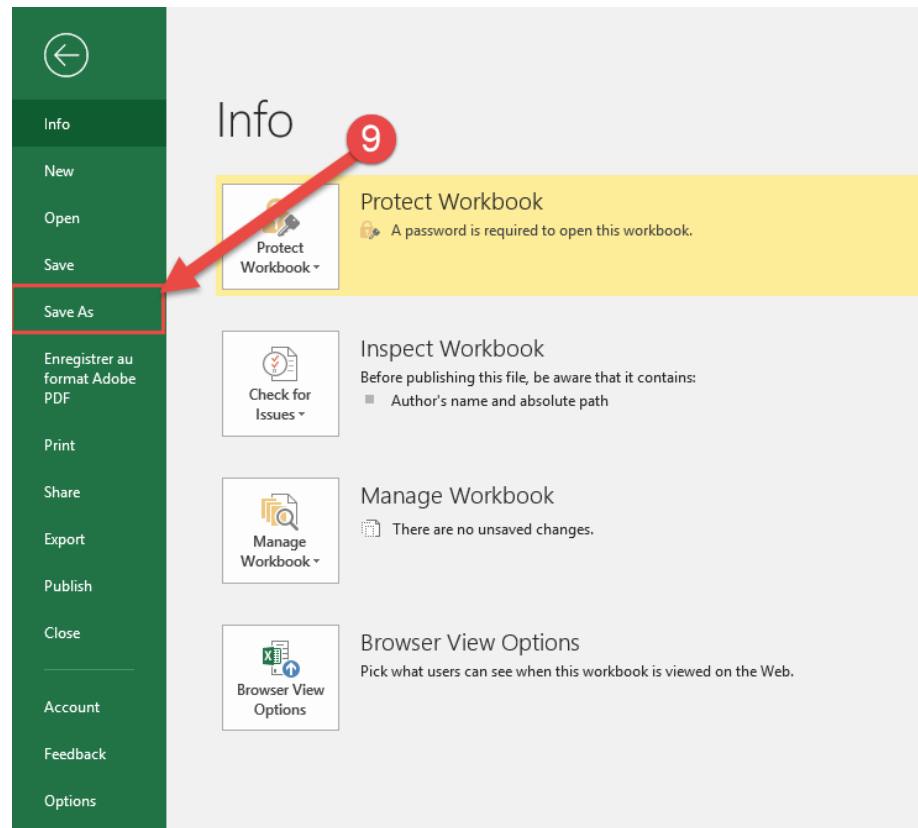 Info
New
Open
Save
Save As
Enregistrer au
format Adobe
PDF
Print
Share
Export
Publish
Close
Account
Feedback
Options
Info
9
Protect
Workbook
Protect Workbook
A password is required to open this workbook.
Check for
Issues
Inspect Workbook
Before publishing this file, be aware that it contains:
Author's name and absolute path
Manage
Workbook
Manage Workbook
There are no unsaved changes.
Browser View
Options
Browser View Options
Pick what users can see when this workbook is viewed on the Web.